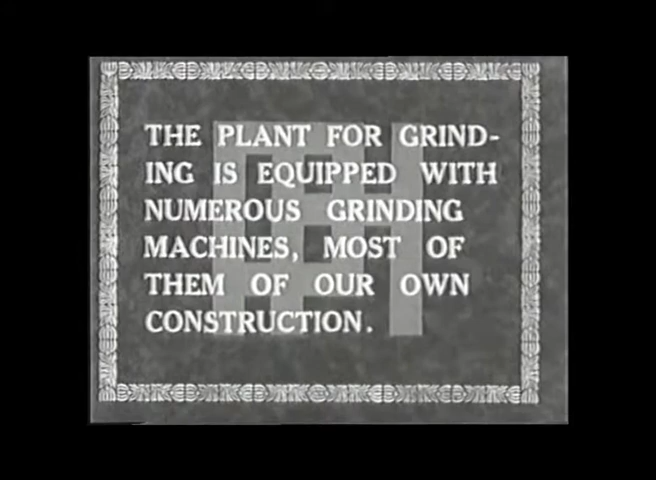 THE PLANT FOR GRIND-
ING IS EQUIPPED WITH
NUMEROUS GRINDING
MACHINES, MOST OF
THEM OF OUR OWN
CONSTRUCTION.